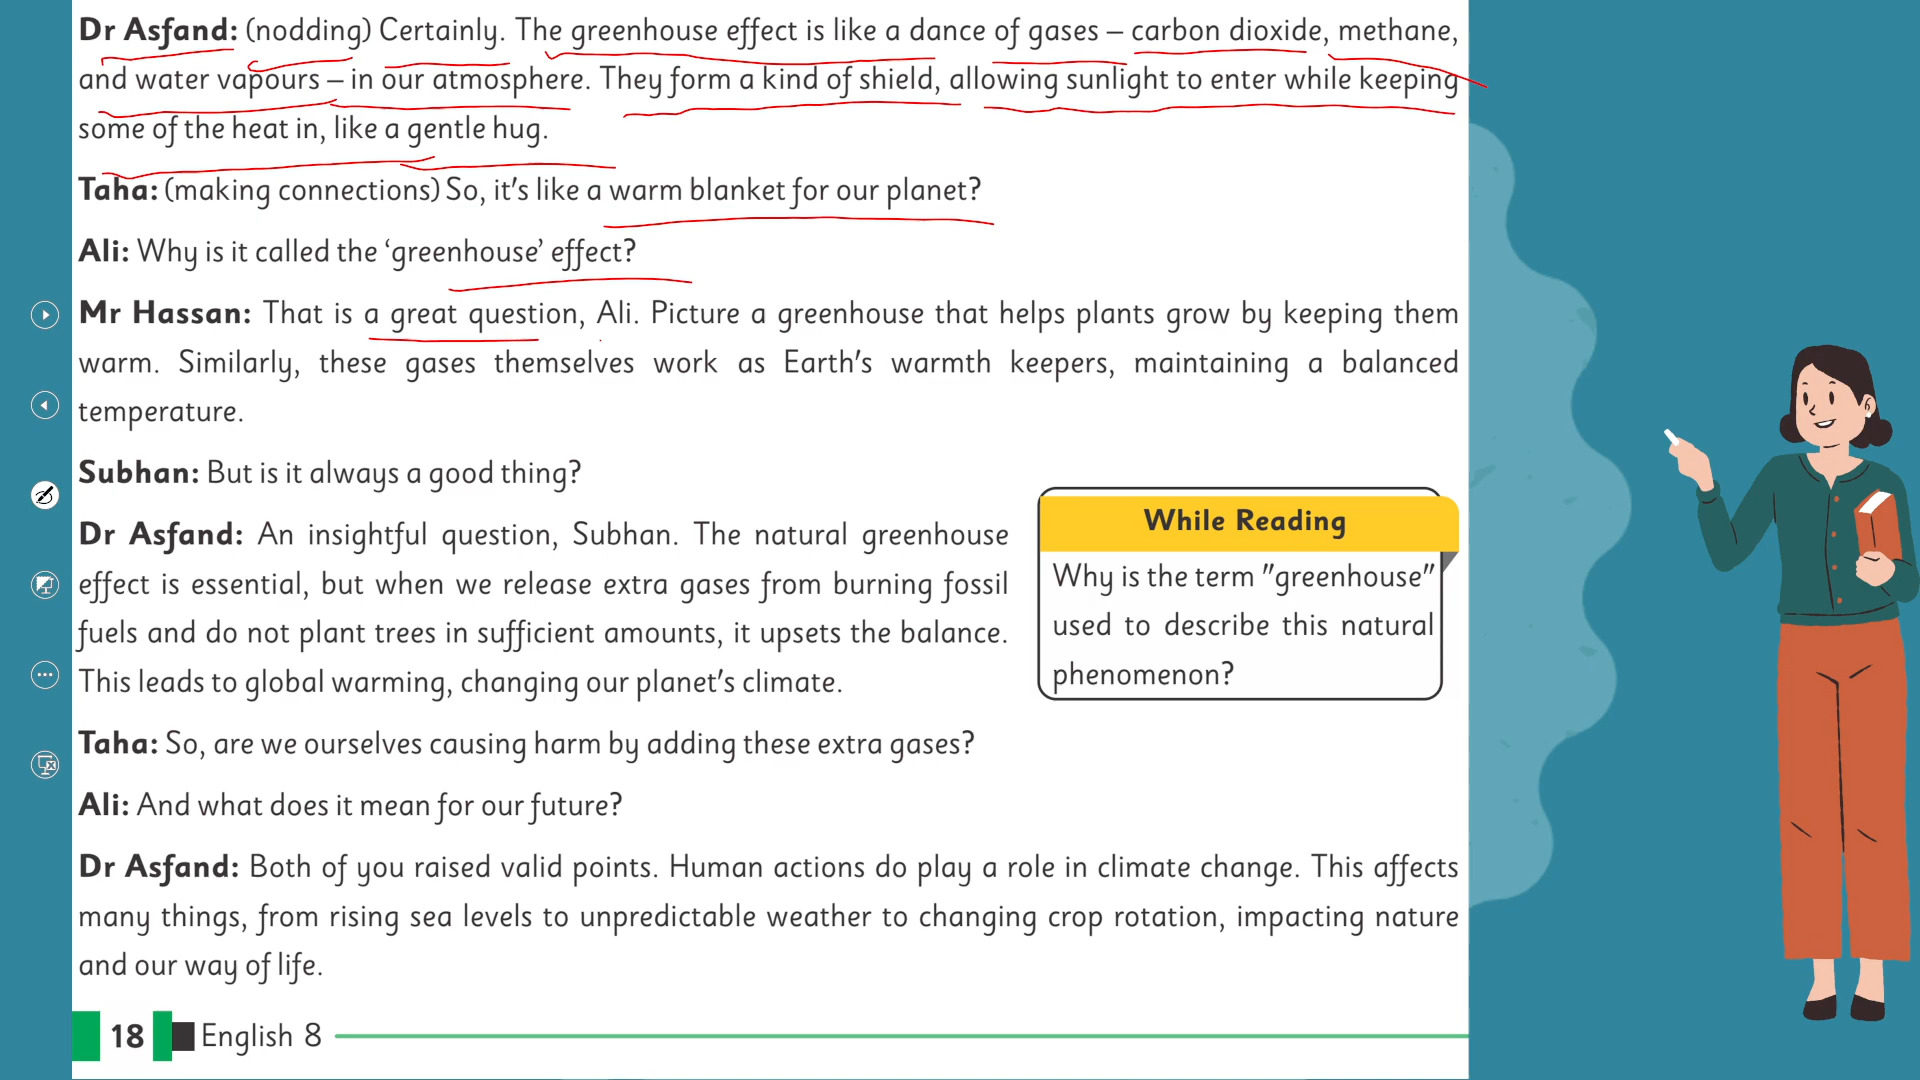 Dr Asfand: (nodding) Certainly. The greenhouse effect is like a dance of gases – carbon dioxide, methane,
and water vapours – in our atmosphere. They form a kind of shield, allowing sunlight to enter while keeping
some of the heat in, like a gentle hug.
Taha: (making connections) So, it's like a warm blanket for our planet?
Ali: Why is it called the ‘greenhouse’ effect?
Mr Hassan: That is a great question, Ali. Picture a greenhouse that helps plants grow by keeping them
warm. Similarly, these gases themselves work as Earth's warmth keepers, maintaining a balanced
temperature.
Subhan: But is it always a good thing?
Dr Asfand: An insightful question, Subhan. The natural greenhouse
effect is essential, but when we release extra gases from burning fossil
fuels and do not plant trees in sufficient amounts, it upsets the balance.
This leads to global warming, changing our planet's climate.
While Reading
Why is the term "greenhouse"
used to describe this natural
phenomenon?
Taha: So, are we ourselves causing harm by adding these extra gases?
Ali: And what does it mean for our future?
Dr Asfand: Both of you raised valid points. Human actions do play a role in climate change. This affects
many things, from rising sea levels to unpredictable weather to changing crop rotation, impacting nature
and our way of life.
18 English 8